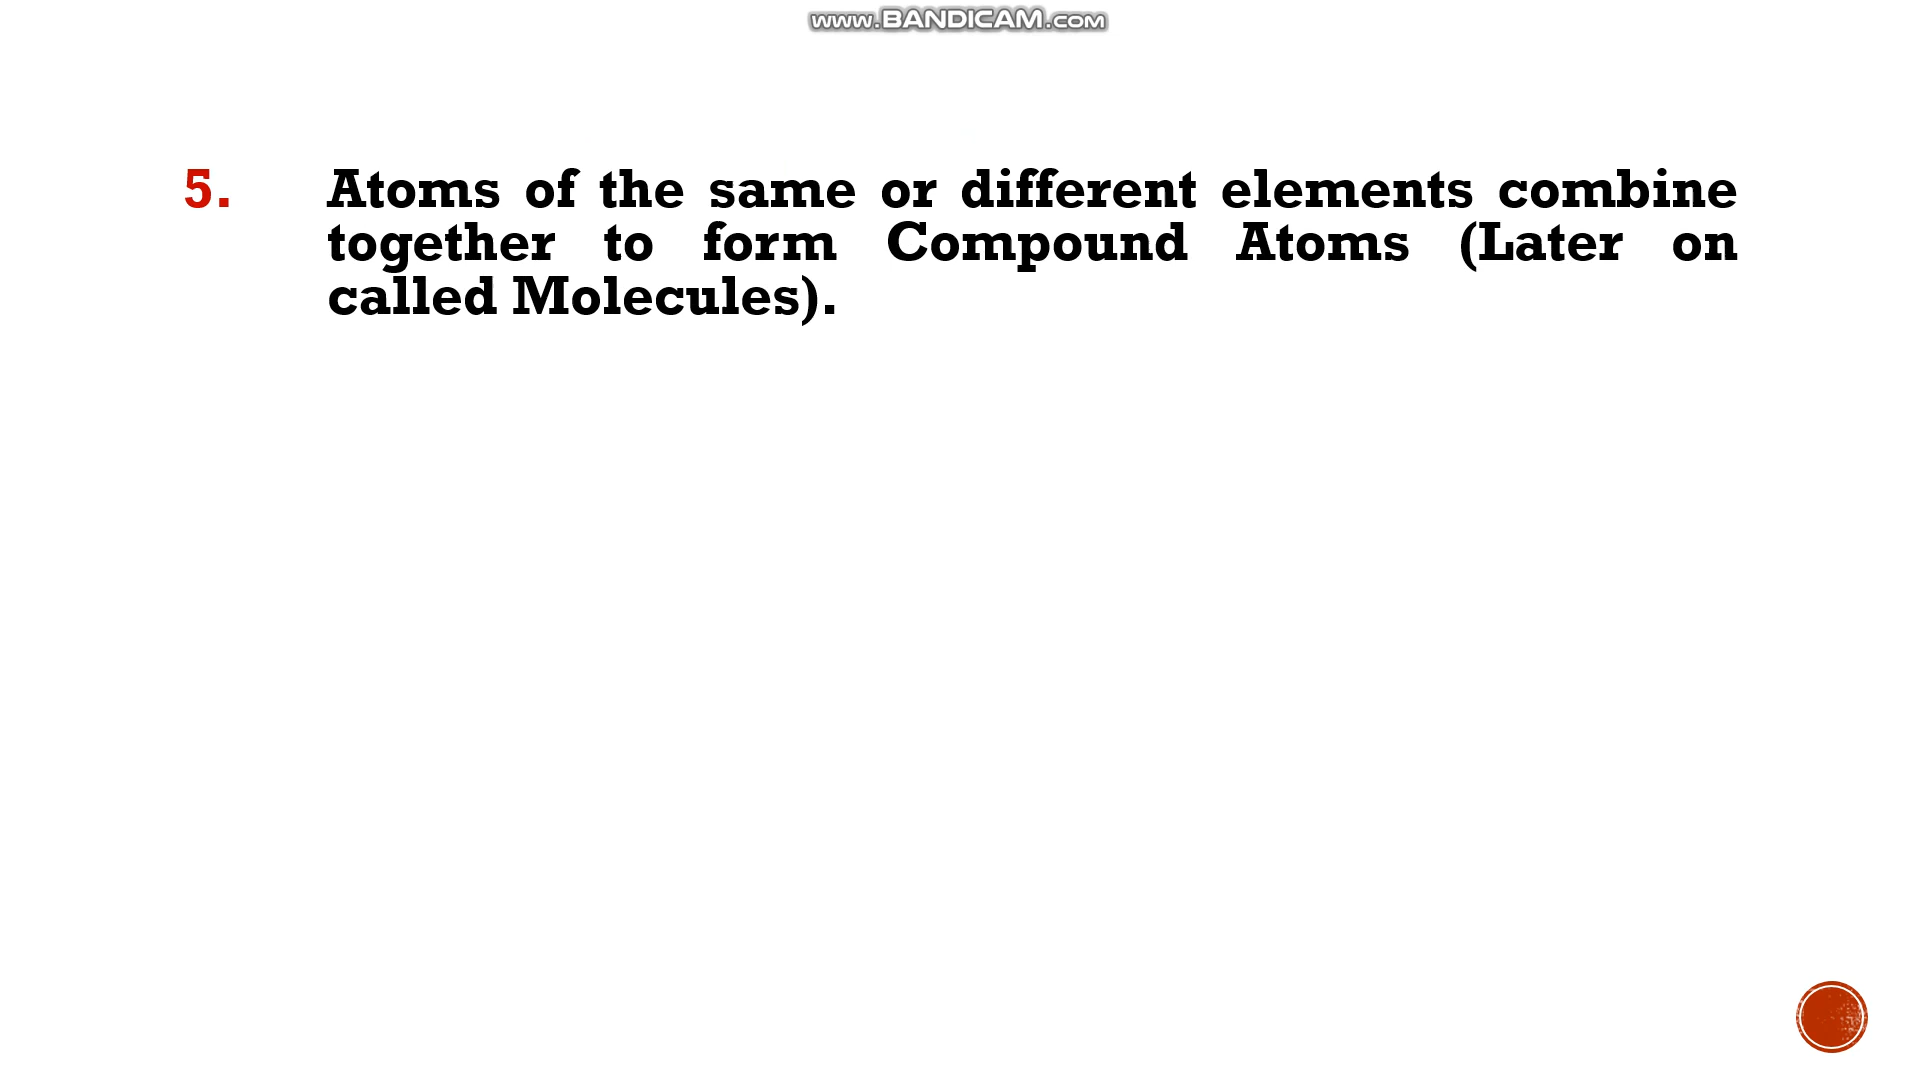 www.BANDICAM.com
5. Atoms of the same or different elements combine
together to form Compound Atoms (Later on
called Molecules).